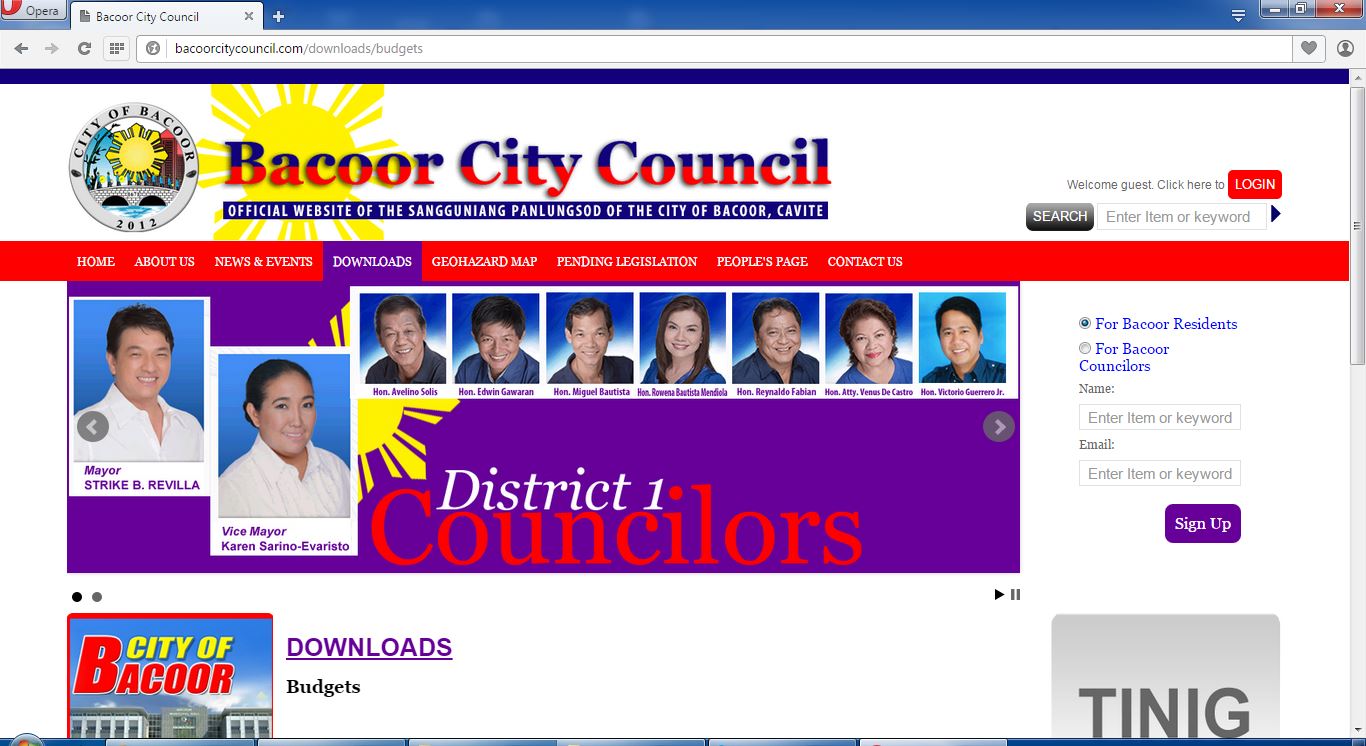 Opera
Bacoor City Council
bacoorcitycouncil.com/downloads/budgets
CITY OF BACOOR
2012
Bacoor City Council
OFFICIAL WEBSITE OF THE SANGGUNIANG PANLUNGSOD OF THE CITY OF BACOOR, CAVITE
Welcome guest. Click here to LOGIN
SEARCH Enter Item or keyword
HOME ABOUT US NEWS & EVENTS DOWNLOADS GEOHAZARD MAP PENDING LEGISLATION PEOPLE'S PAGE CONTACT US
Hon. Avelino Solis Hon. Edwin Gawaran Hon. Miguel Bautista Hon. Rowena Bautista Mendiola Hon. Reynaldo Fabian Hon. Atty. Venus De Castro Hon. Victorio Guerrero Jr.
Mayor
STRIKE B. REVILLA
Vice Mayor
Karen Sarino-Evaristo
District 1
Councilors
For Bacoor Residents
For Bacoor
Councilors
Name:
Enter Item or keyword
Email:
Enter Item or keyword
Sign Up
CITY OF
BACOOR
DOWNLOADS
Budgets
TINIG